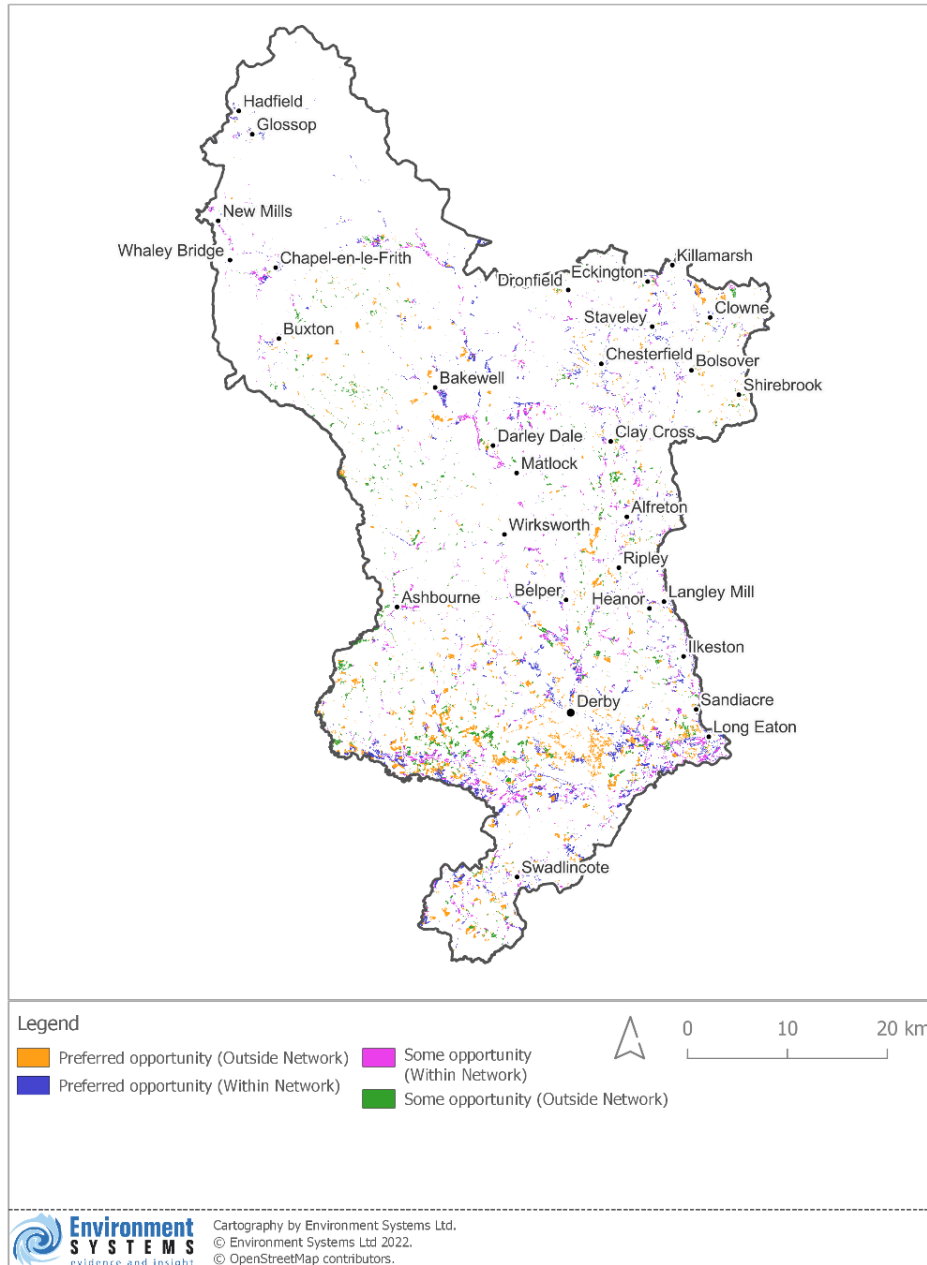 Hadfield
Glossop
New Mills
Whaley Bridge
Chapel-en-le-Frith
Killamarsh
Eckington
Dronfield
Clowne
Staveley
Buxton
Chesterfield
Bolsover
Bakewell
Shirebrook
Darley Dale
Clay Cross
Matlock
Alfreton
Wirksworth
Ripley
Belper
Ashbourne
Heanor
Langley Mill
Ilkeston
Derby
Sandiacre
Long Eaton
Swadlincote
Legend
0 10 20 km
Preferred opportunity (Outside Network)
Preferred opportunity (Within Network)
Some opportunity
(Within Network)
Some opportunity (Outside Network)
Environment
SYSTEMS
evidence and insight
Cartography by Environment Systems Ltd.
© Environment Systems Ltd 2022.
© OpenStreetMap contributors.